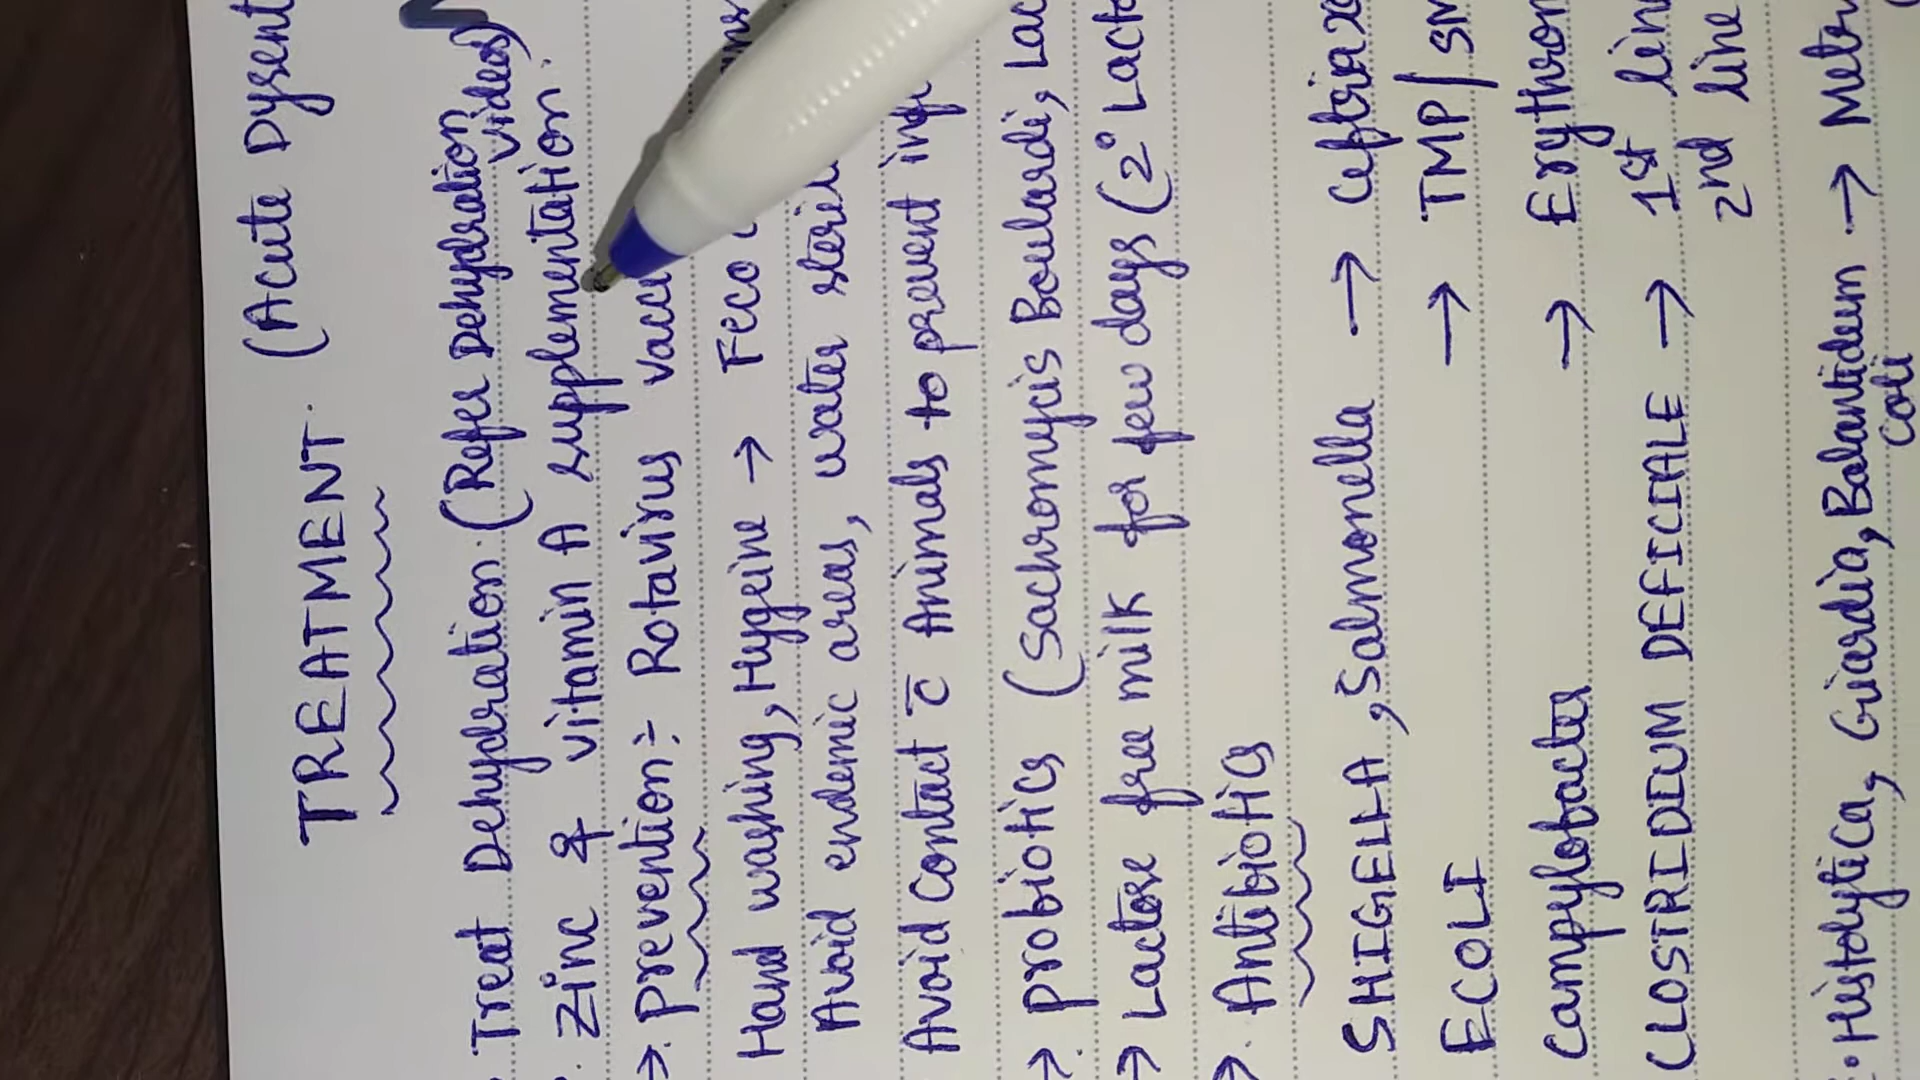 TREATMENT. (Acute Dysent
Treat Dehydration. (Refer Dehydration videos)
Zinc & vitamin A supplementation.
→. Prevention:- Rotavirus vacc
Hand washing, Hygeine → Feco
Avoid endemic areas, water steril
Avoid Contact c̄ Animals to prevent inf
→. probiotics (Sachromycis Boulardi, Lac
→ Lactose free milk for few days (2° Lacto
→. Antibiotics
SHIGELLA, Salmonella → Ceftriax
ECOLI → TMP/SM
Campylobacter → Erythrom
CLOSTRIDIUM DEFICIALE → 1st line
2nd line
• Histolytica, Giardia, Balantidium coli → Metr